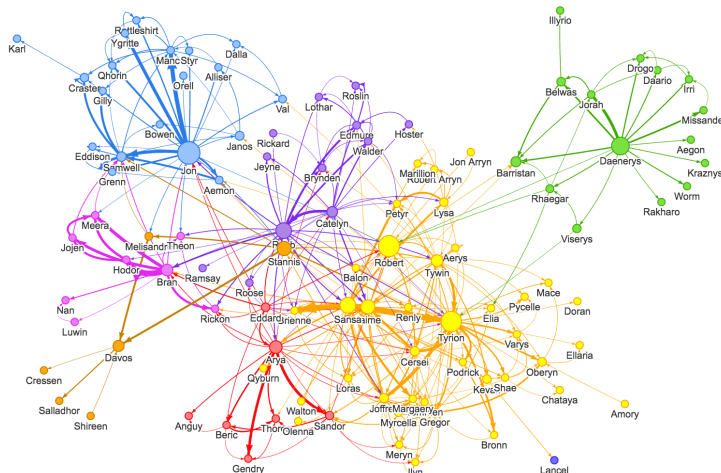 Illyrio
Rattleshirt
Karl
Ygritte
Styr
Dalla
Drogo
Daario
Qhorin
Alliser
Irri
Craster
Orell
Belwas
Jorah
Gilly
Roslin
Val
Lothar
Missandei
Bowen
Edmure
Hoster
Janos
Rickard
Walder
Jon Arryn
Aegon
Eddison
Jon
Daenerys
Samwell
Jeyne
Marillion
Barristan
Kraznys
Grenn
Brynden
Robert Arryn
Aemon
Worm
Rhaegar
Rakharo
Petyr
Lysa
Meera
Catelyn
Viserys
Melisandre
Theon
Jojen
Stannis
Robert
Aerys
Hodor
Balon
Tywin
Bran
Ramsay
Roose
Mace
Nan
Rickon
Eddard
Renly
Elia
Pycelle
Doran
Luwin
Brienne
Sansa
Jaime
Tyrion
Varys
Davos
Arya
Cersei
Ellaria
Qyburn
Podrick
Oberyn
Cressen
Loras
Shae
Chataya
Salladhor
Walton
Joffrey
Margaery
Amory
Shireen
Anguy
Olenna
Sandor
Myrcella
Gregor
Beric
Bronn
Gendry
Meryn
Lancel
Ilyn